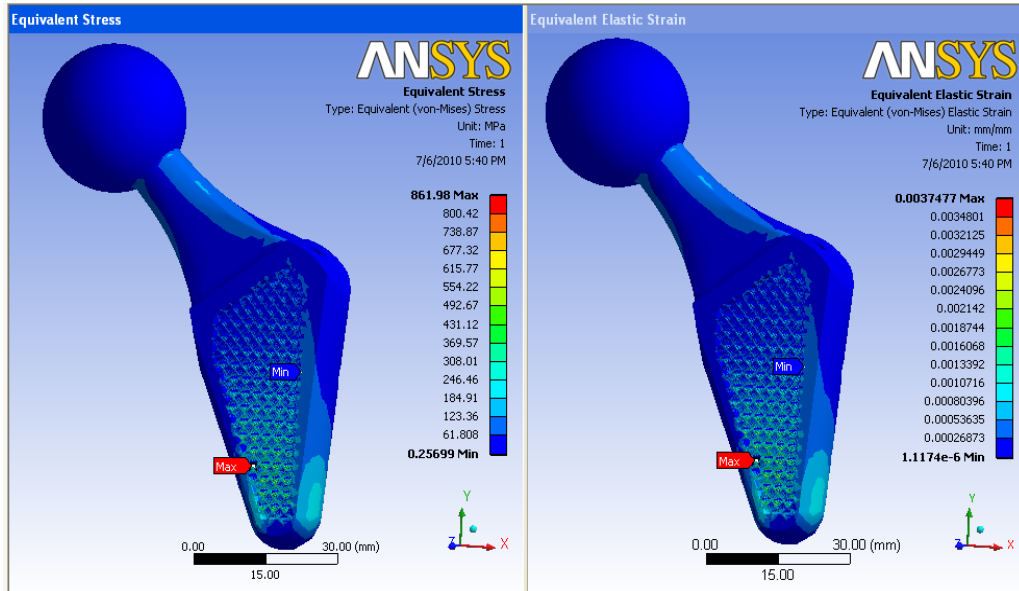 Equivalent Stress
ANSYS
Equivalent Stress
Type: Equivalent (von-Mises) Stress
Unit: MPa
Time: 1
7/6/2010 5:40 PM
861.98 Max
800.42
738.87
677.32
615.77
554.22
492.67
431.12
369.57
308.01
246.46
184.91
123.36
61.808
0.25699 Min
Min
Max
Y
Z
X
0.00
30.00 (mm)
15.00
Equivalent Elastic Strain
ANSYS
Equivalent Elastic Strain
Type: Equivalent (von-Mises) Elastic Strain
Unit: mm/mm
Time: 1
7/6/2010 5:40 PM
0.0037477 Max
0.0034801
0.0032125
0.0029449
0.0026773
0.0024096
0.002142
0.0018744
0.0016068
0.0013392
0.0010716
0.00080396
0.00053635
0.00026873
1.1174e-6 Min
Min
Max
Y
Z
X
0.00
30.00 (mm)
15.00